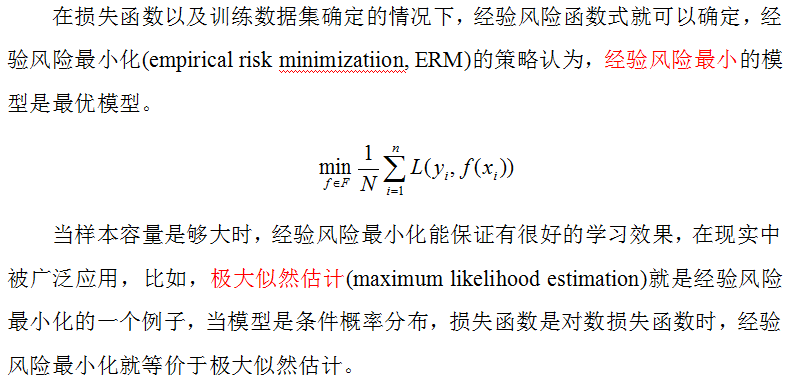 在损失函数以及训练数据集确定的情况下，经验风险函数式就可以确定，经
验风险最小化(empirical risk minimizatiion, ERM)的策略认为，经验风险最小的模
型是最优模型。
min f∈F 1/N ∑ i=1 n L(yi, f(xi))
当样本容量是够大时，经验风险最小化能保证有很好的学习效果，在现实中
被广泛应用，比如，极大似然估计(maximum likelihood estimation)就是经验风险
最小化的一个例子，当模型是条件概率分布，损失函数是对数损失函数时，经验
风险最小化就等价于极大似然估计。